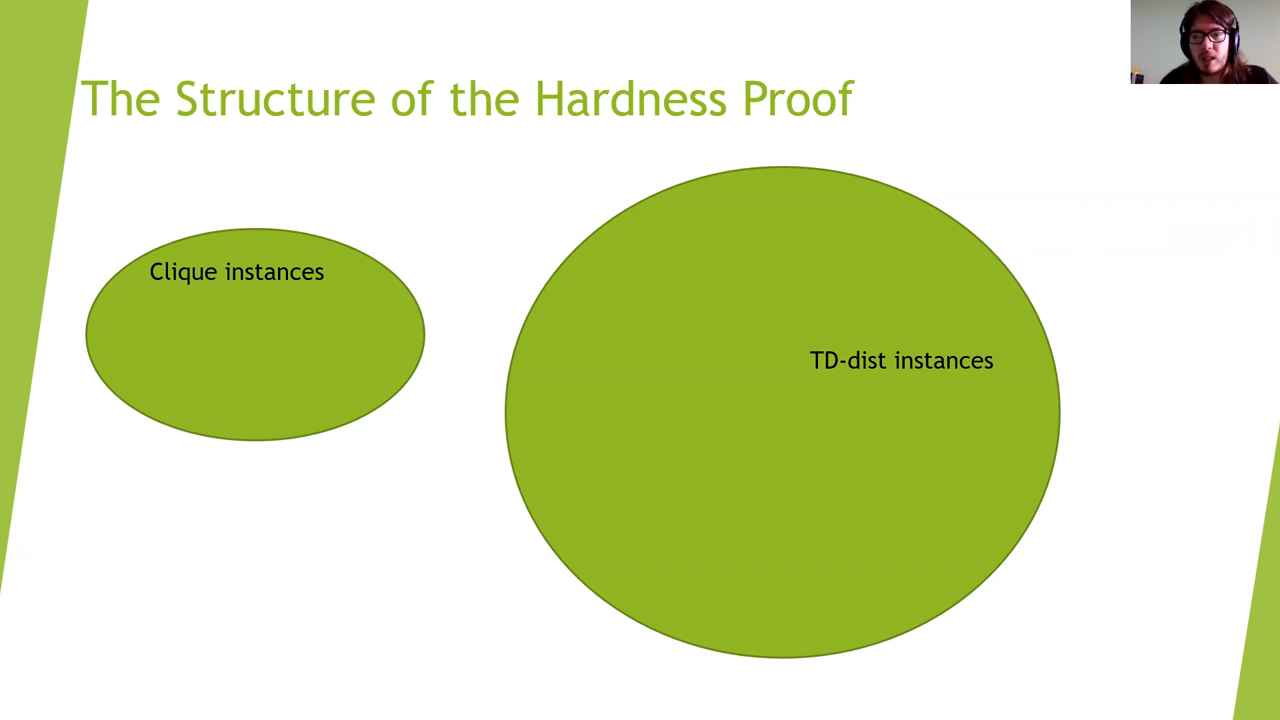 The Structure of the Hardness Proof
Clique instances
TD-dist instances